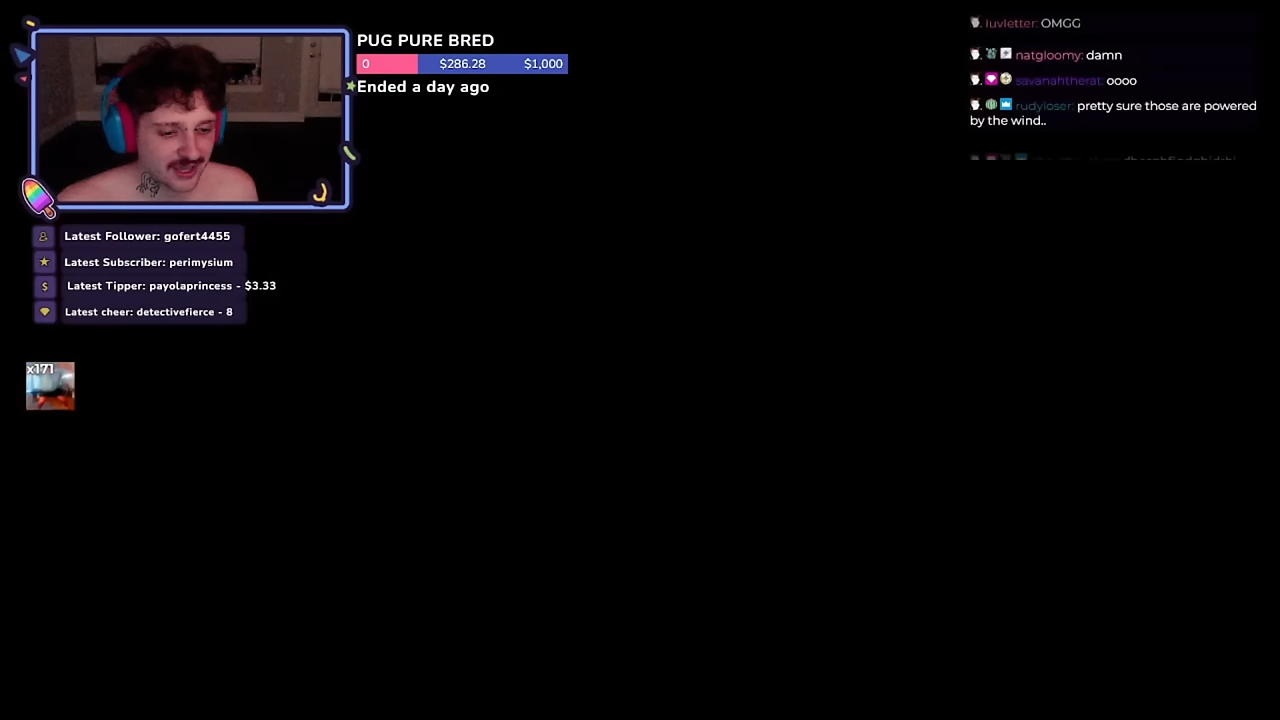 PUG PURE BRED
0 $286.28 $1,000
Ended a day ago
Latest Follower: gofert4455
Latest Subscriber: perimysium
Latest Tipper: payolaprincess - $3.33
Latest cheer: detectivefierce - 8
x171
luvletter: OMGG
natgloomy: damn
savanahtherat: oooo
rudyloser: pretty sure those are powered
by the wind..